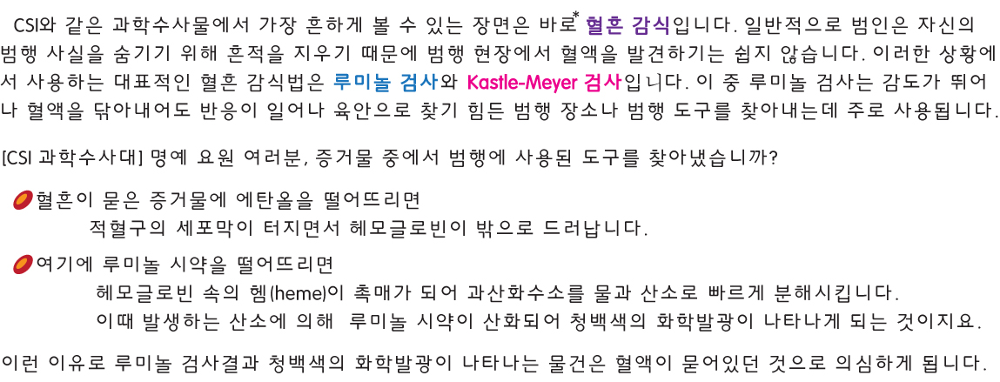 CSI와 같은 과학수사물에서 가장 흔하게 볼 수 있는 장면은 바로 *혈흔 감식입니다. 일반적으로 범인은 자신의
범행 사실을 숨기기 위해 흔적을 지우기 때문에 범행 현장에서 혈액을 발견하기는 쉽지 않습니다. 이러한 상황에
서 사용하는 대표적인 혈흔 감식법은 루미놀 검사와 Kastle-Meyer 검사입니다. 이 중 루미놀 검사는 감도가 뛰어
나 혈액을 닦아내어도 반응이 일어나 육안으로 찾기 힘든 범행 장소나 범행 도구를 찾아내는데 주로 사용됩니다.
[CSI 과학수사대] 명예 요원 여러분, 증거물 중에서 범행에 사용된 도구를 찾아냈습니까?
혈흔이 묻은 증거물에 에탄올을 떨어뜨리면
적혈구의 세포막이 터지면서 헤모글로빈이 밖으로 드러납니다.
여기에 루미놀 시약을 떨어뜨리면
헤모글로빈 속의 헴(heme)이 촉매가 되어 과산화수소를 물과 산소로 빠르게 분해시킵니다.
이때 발생하는 산소에 의해 루미놀 시약이 산화되어 청백색의 화학발광이 나타나게 되는 것이지요.
이런 이유로 루미놀 검사결과 청백색의 화학발광이 나타나는 물건은 혈액이 묻어있던 것으로 의심하게 됩니다.